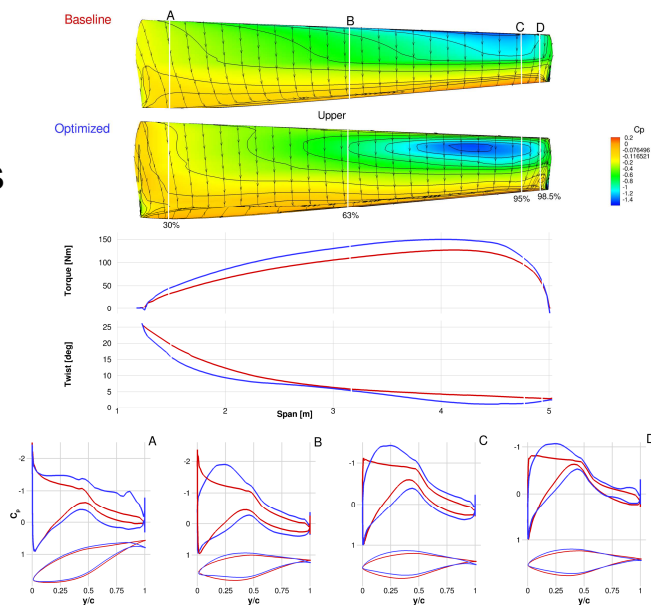 Baseline
A
B
C D
Upper
Optimized
Cp
0.2
0
-0.076496
-0.116521
-0.2
-0.4
-0.6
-0.8
-1
-1.2
-1.4
s
30%
63%
95%
98.5%
150
100
50
0
Torque [Nm]
25
20
15
10
5
0
Twist [deg]
1 2 3 4 5
Span [m]
A
B
C
D
-2
-1
0
1
Cp
0 0.25 0.5 0.75 1
y/c
-2
-1
0
1
0 0.25 0.5 0.75 1
y/c
-1
0
1
0 0.25 0.5 0.75 1
y/c
-1
0
1
0 0.25 0.5 0.75 1
y/c